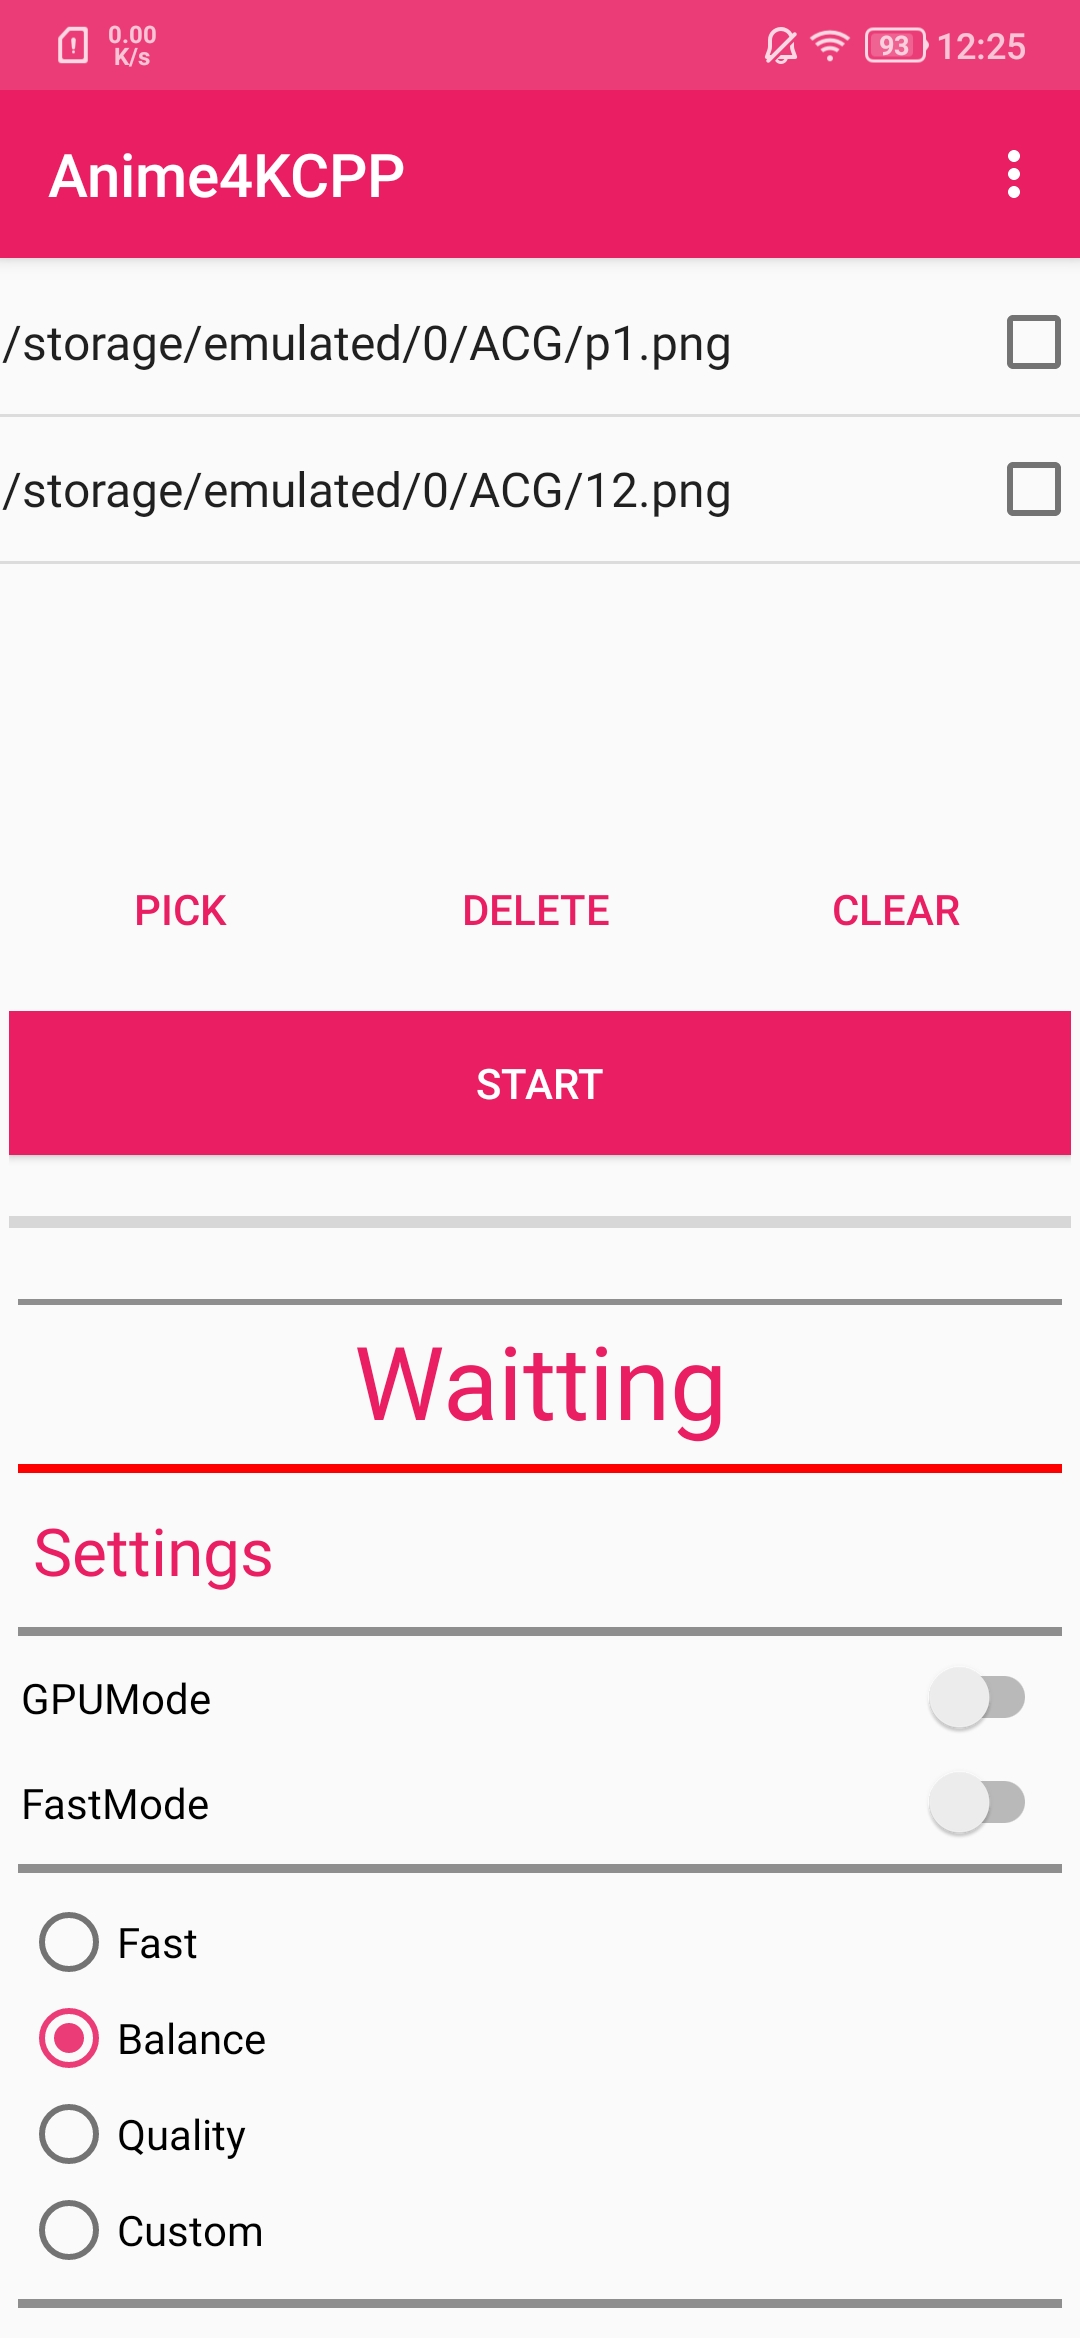 0.00
K/s
93 12:25
Anime4KCPP
/storage/emulated/0/ACG/p1.png
/storage/emulated/0/ACG/12.png
PICK DELETE CLEAR
START
Waitting
Settings
GPUMode
FastMode
Fast
Balance
Quality
Custom